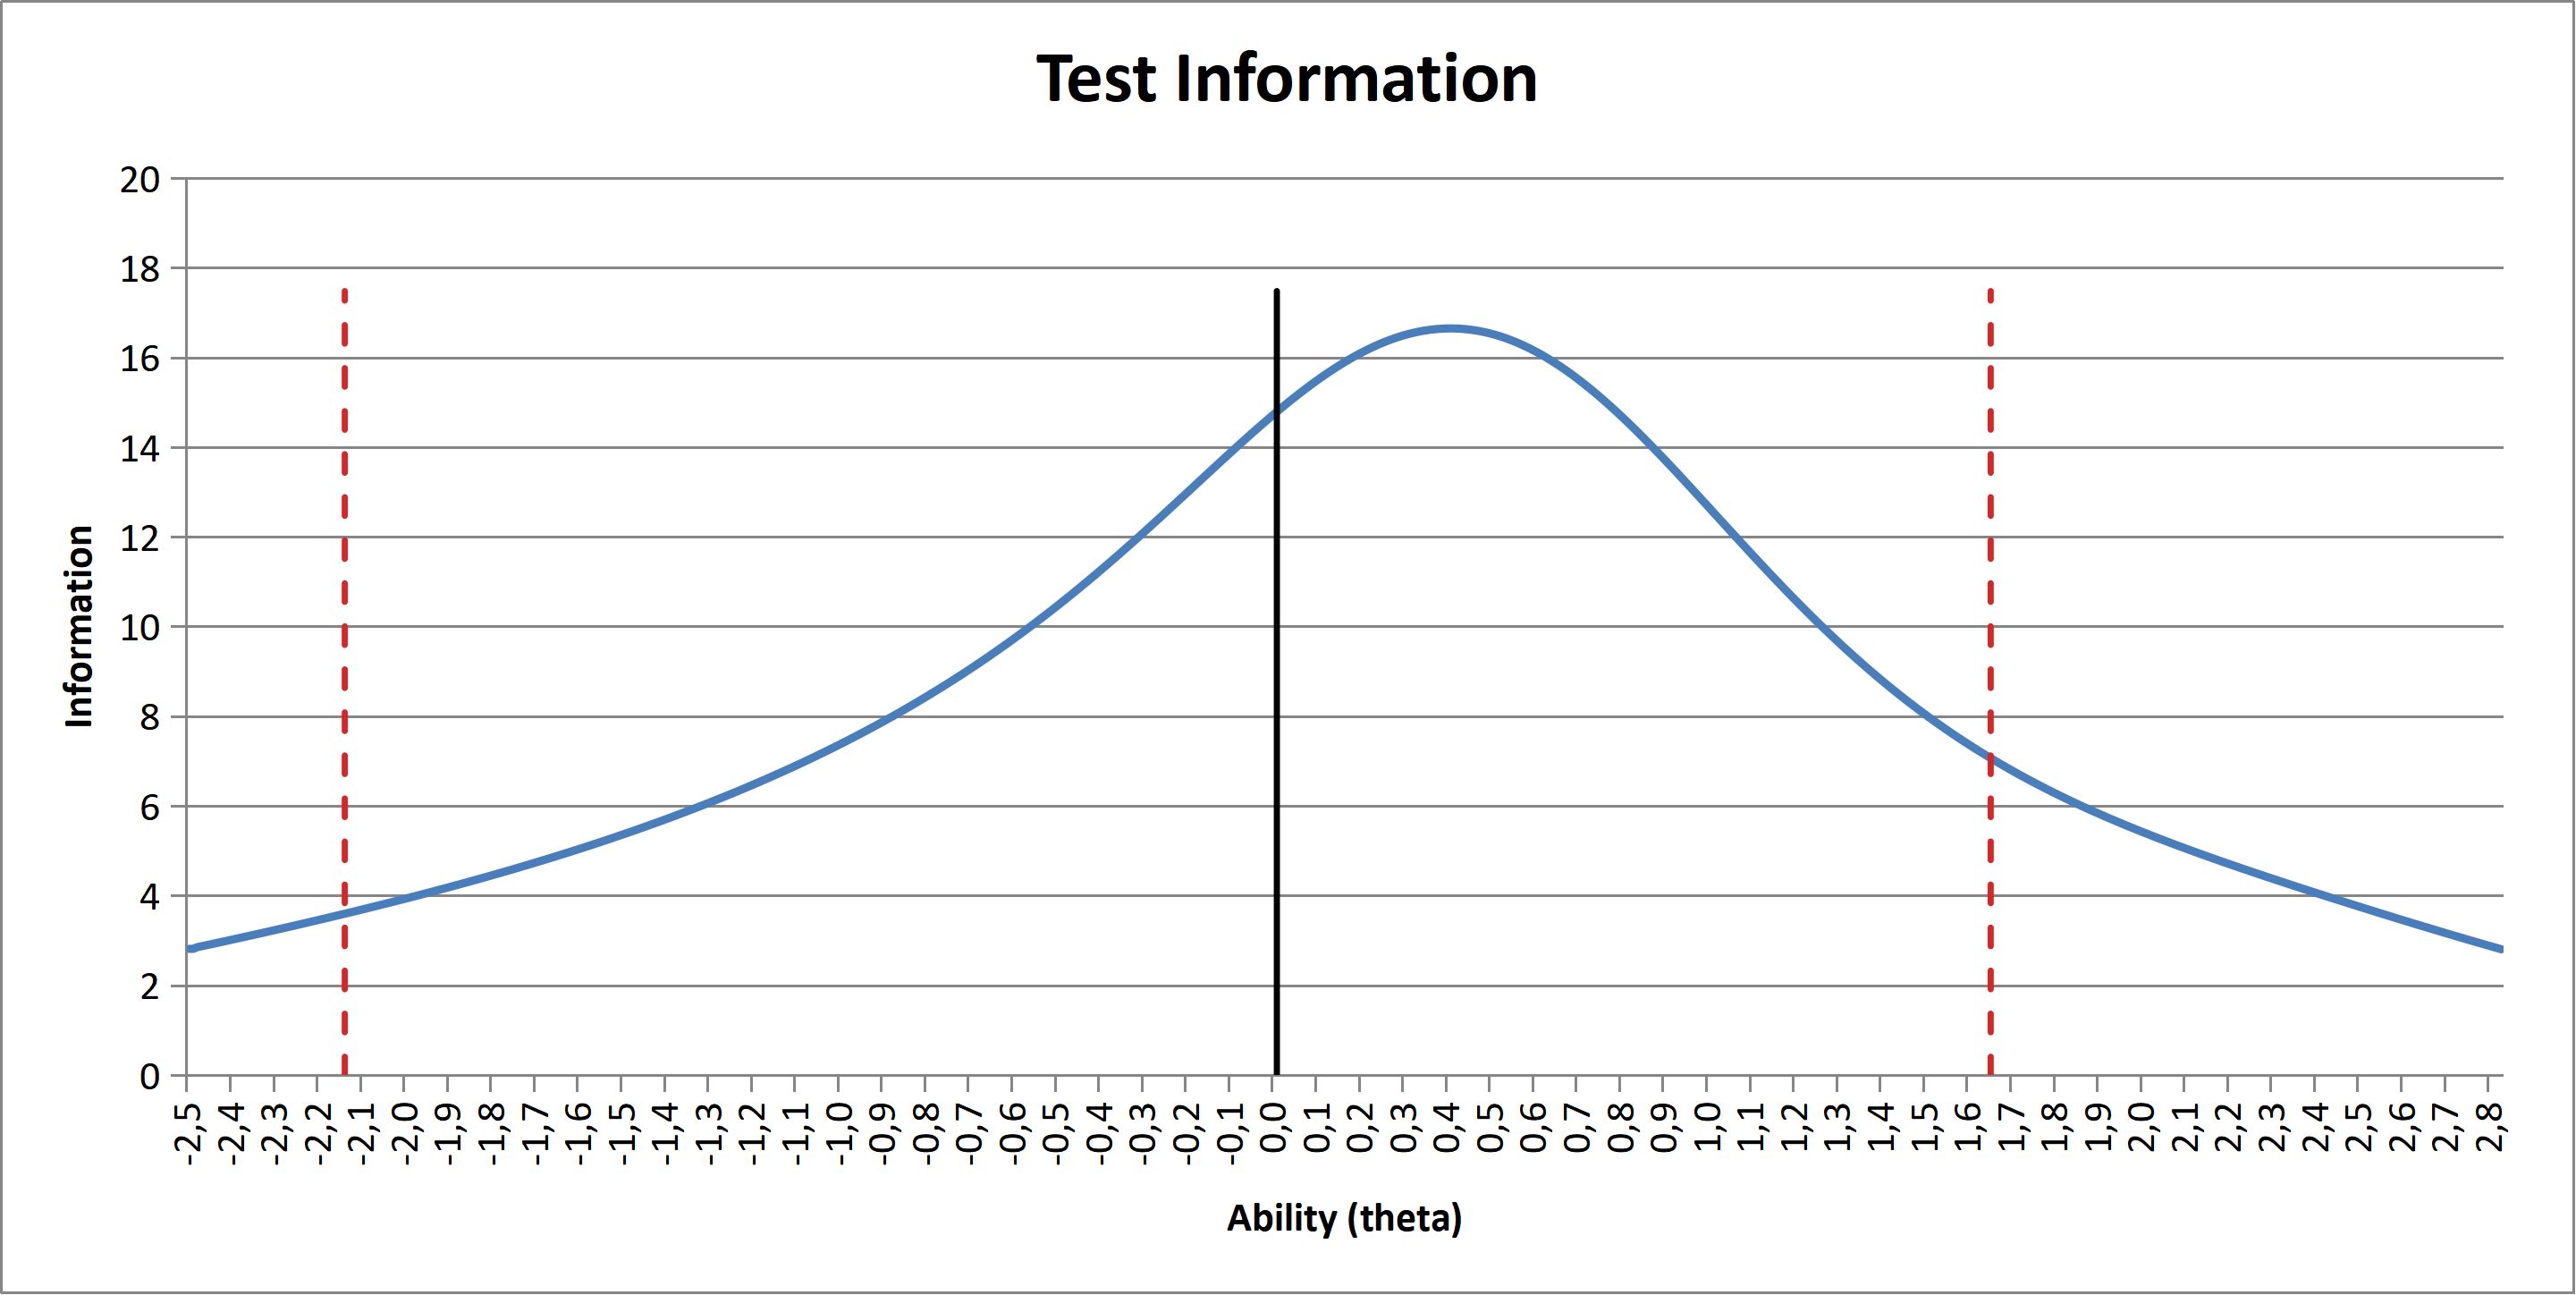 Test Information
20
18
16
14
12
10
8
6
4
2
0
Information
-2,5 -2,4 -2,3 -2,2 -2,1 -2,0 -1,9 -1,8 -1,7 -1,6 -1,5 -1,4 -1,3 -1,2 -1,1 -1,0 -0,9 -0,8 -0,7 -0,6 -0,5 -0,4 -0,3 -0,2 -0,1 0,0 0,1 0,2 0,3 0,4 0,5 0,6 0,7 0,8 0,9 1,0 1,1 1,2 1,3 1,4 1,5 1,6 1,7 1,8 1,9 2,0 2,1 2,2 2,3 2,4 2,5 2,6 2,7 2,8
Ability (theta)